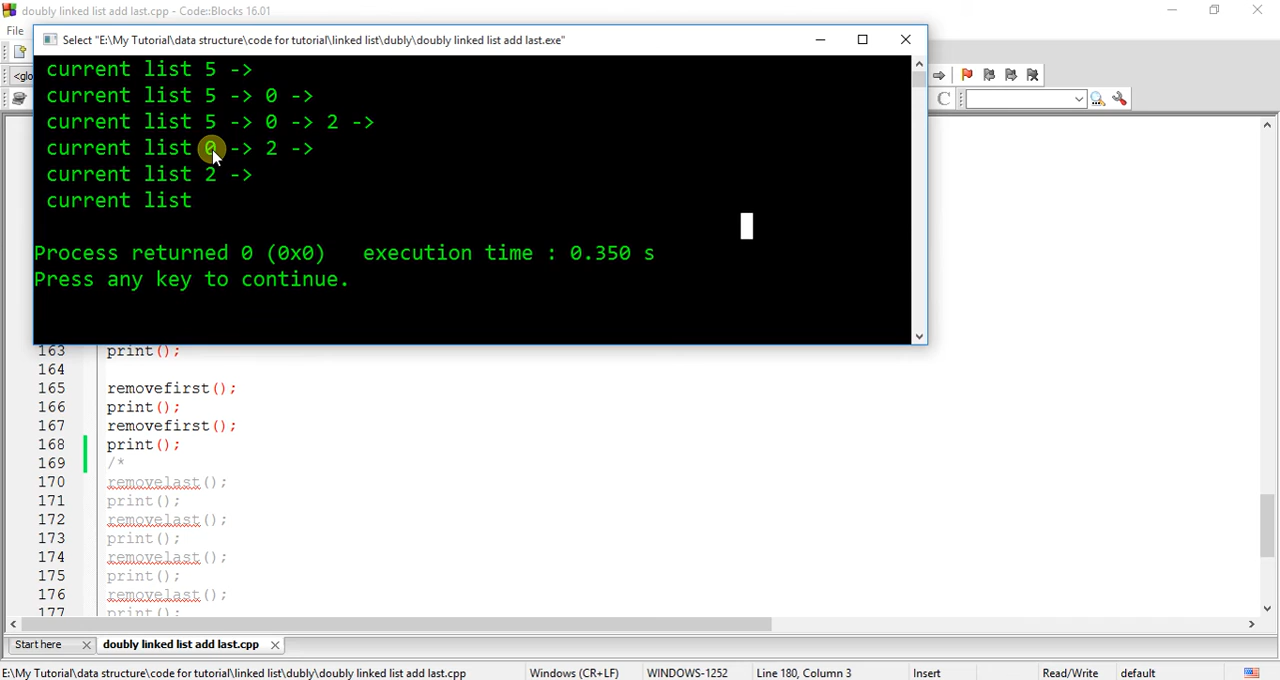 doubly linked list add last.cpp - Code::Blocks 16.01
File
Select "E:\My Tutorial\data structure\code for tutorial\linked list\dubly\doubly linked list add last.exe"
<glo
current list 5 ->
current list 5 -> 0 ->
current list 5 -> 0 -> 2 ->
current list 0 -> 2 ->
current list 2 ->
current list
Process returned 0 (0x0)   execution time : 0.350 s
Press any key to continue.
163 print();
164
165 removefirst();
166 print();
167 removefirst();
168 print();
169 /*
170 removelast();
171 print();
172 removelast();
173 print();
174 removelast();
175 print();
176 removelast();
177 print();
Start here
doubly linked list add last.cpp
E:\My Tutorial\data structure\code for tutorial\linked list\dubly\doubly linked list add last.cpp Windows (CR+LF) WINDOWS-1252 Line 180, Column 3 Insert Read/Write default